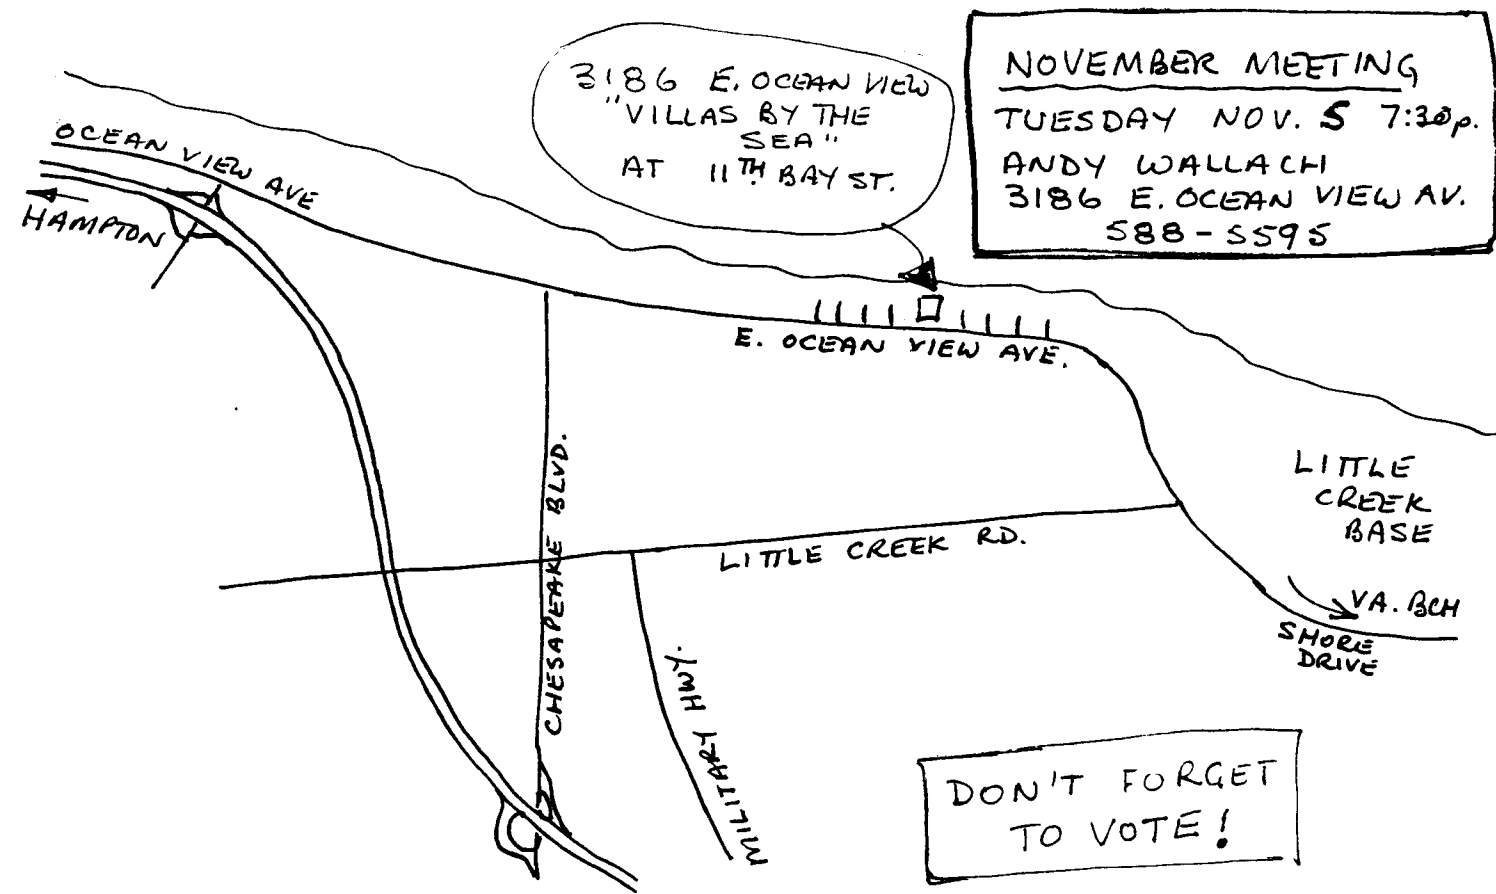 NOVEMBER MEETING
TUESDAY NOV. 5 7:30p.
ANDY WALLACH
3186 E. OCEAN VIEW AV.
588-5595
3186 E. OCEAN VIEW
"VILLAS BY THE
SEA"
AT 11TH BAY ST.
OCEAN VIEW AVE
HAMPTON
E. OCEAN VIEW AVE.
CHESAPEAKE BLVD.
LITTLE CREEK RD.
LITTLE
CREEK
BASE
VA. BCH
SHORE
DRIVE
MILITARY HWY.
DON'T FORGET
TO VOTE!